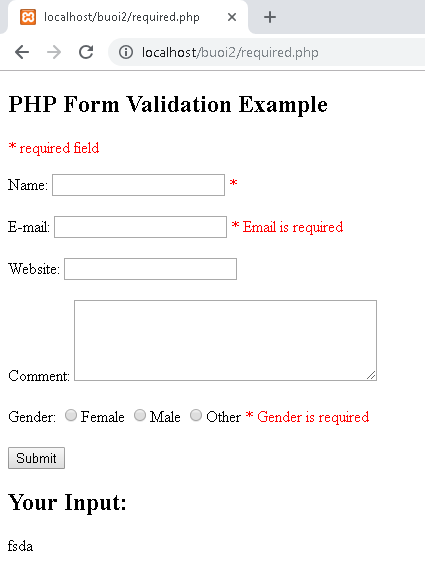 localhost/buoi2/required.php
localhost/buoi2/required.php
PHP Form Validation Example
* required field
Name: *
E-mail: * Email is required
Website:
Comment:
Gender: Female Male Other * Gender is required
Submit
Your Input:
fsda